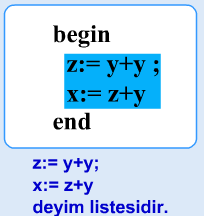 begin
z:= y+y ;
x:= z+y
end
z:= y+y;
x:= z+y
deyim listesidir.